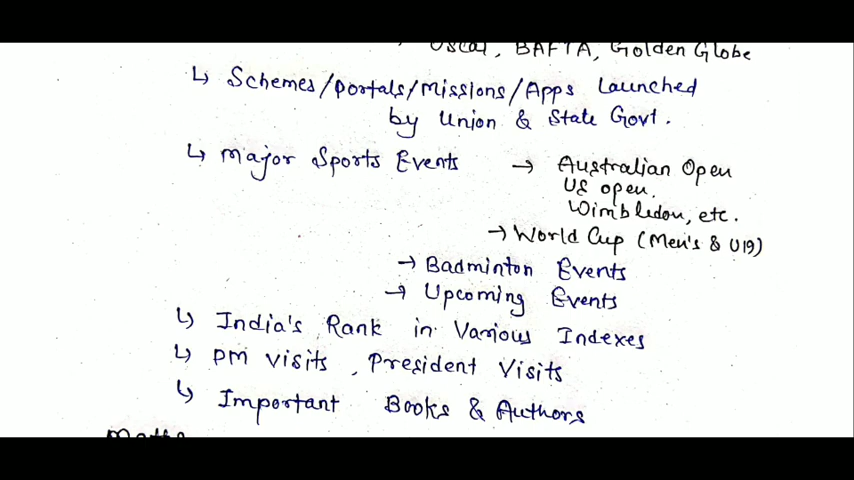 → Oscar, BAFTA, Golden Globe
↳ Schemes/portals/Missions/Apps Launched
by Union & State Govt.
↳ Major Sports Events → Australian Open
US open.
Wimbledon, etc.
→ World Cup (Men's & U19)
→ Badminton Events
→ Upcoming Events
↳ India's Rank in Various Indexes
↳ PM visits, President Visits
↳ Important Books & Authors